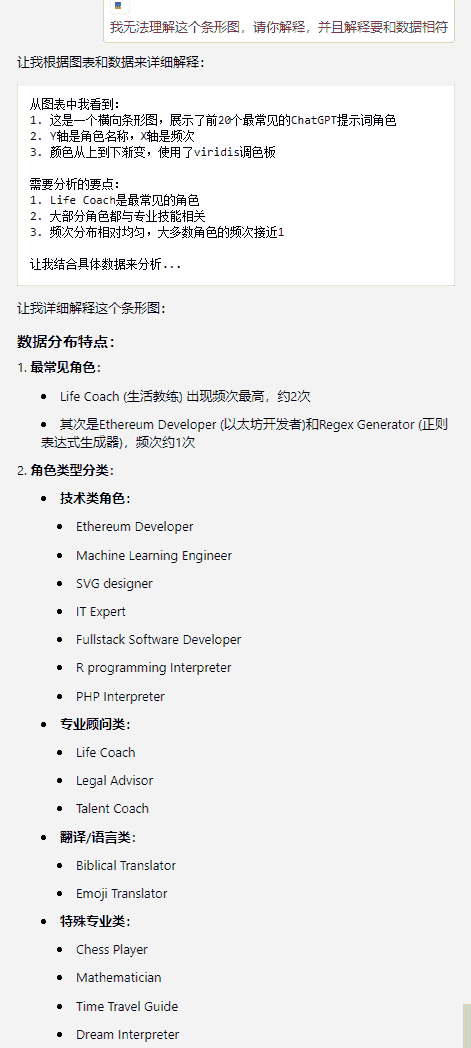 我无法理解这个条形图，请你解释，并且解释要和数据相符
让我根据图表和数据来详细解释：
从图表中我看到：
1. 这是一个横向条形图，展示了前20个最常见的ChatGPT提示词角色
2. Y轴是角色名称，X轴是频次
3. 颜色从上到下渐变，使用了viridis调色板
需要分析的要点：
1. Life Coach是最常见的角色
2. 大部分角色都与专业技能相关
3. 频次分布相对均匀，大多数角色的频次接近1
让我结合具体数据来分析...
让我详细解释这个条形图：
数据分布特点：
1. 最常见角色：
• Life Coach (生活教练) 出现频次最高，约2次
• 其次是Ethereum Developer (以太坊开发者)和Regex Generator (正则
表达式生成器)，频次约1次
2. 角色类型分类：
• 技术类角色：
• Ethereum Developer
• Machine Learning Engineer
• SVG designer
• IT Expert
• Fullstack Software Developer
• R programming Interpreter
• PHP Interpreter
• 专业顾问类：
• Life Coach
• Legal Advisor
• Talent Coach
• 翻译/语言类：
• Biblical Translator
• Emoji Translator
• 特殊专业类：
• Chess Player
• Mathematician
• Time Travel Guide
• Dream Interpreter